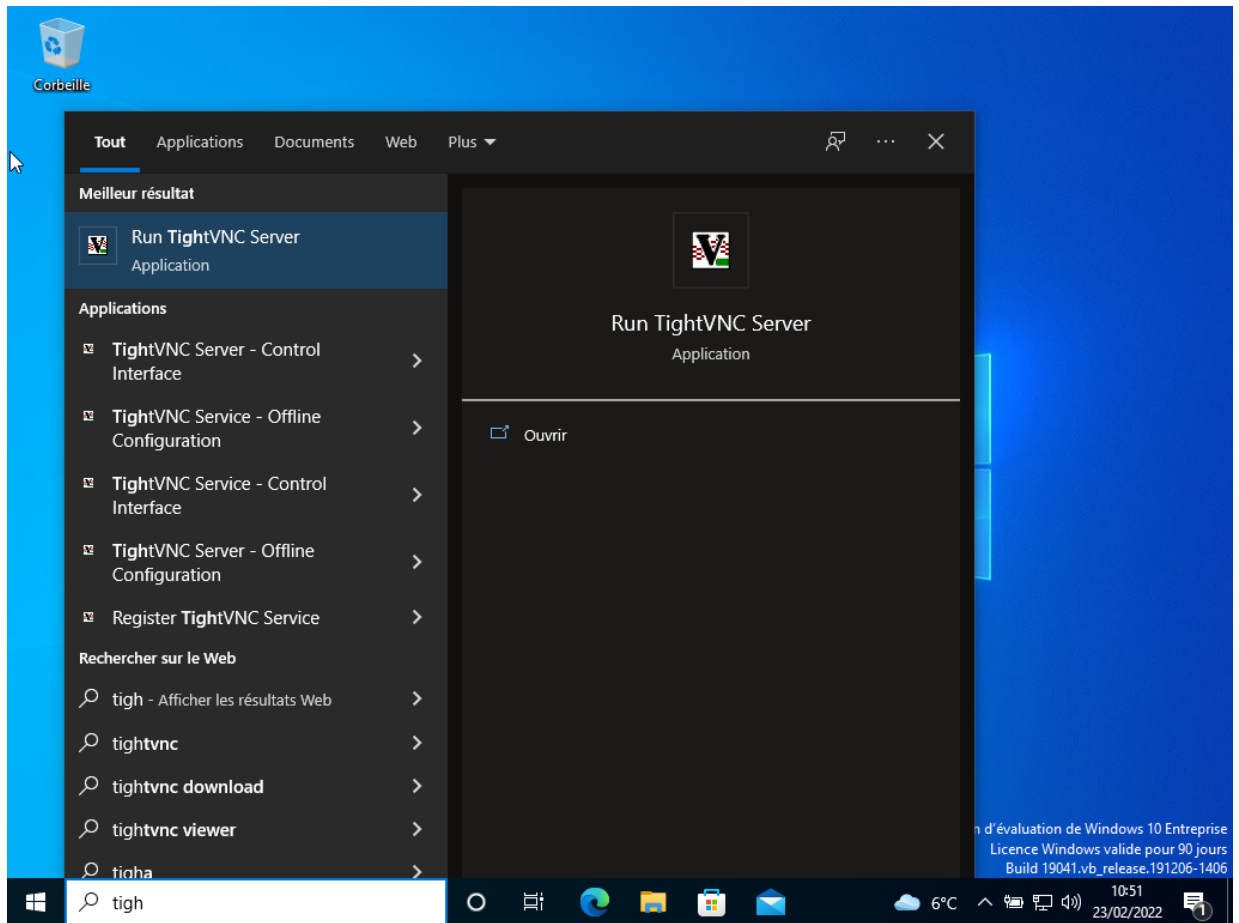 Corbeille
Tout Applications Documents Web Plus
Meilleur résultat
Run TightVNC Server
Application
Applications
TightVNC Server - Control
Interface
TightVNC Service - Offline
Configuration
TightVNC Service - Control
Interface
TightVNC Server - Offline
Configuration
Register TightVNC Service
Rechercher sur le Web
tigh - Afficher les résultats Web
tightvnc
tightvnc download
tightvnc viewer
tigha
Run TightVNC Server
Application
Ouvrir
d'évaluation de Windows 10 Entreprise
Licence Windows valide pour 90 jours
Build 19041.vb_release.191206-1406
tigh
6°C
10:51
23/02/2022
1